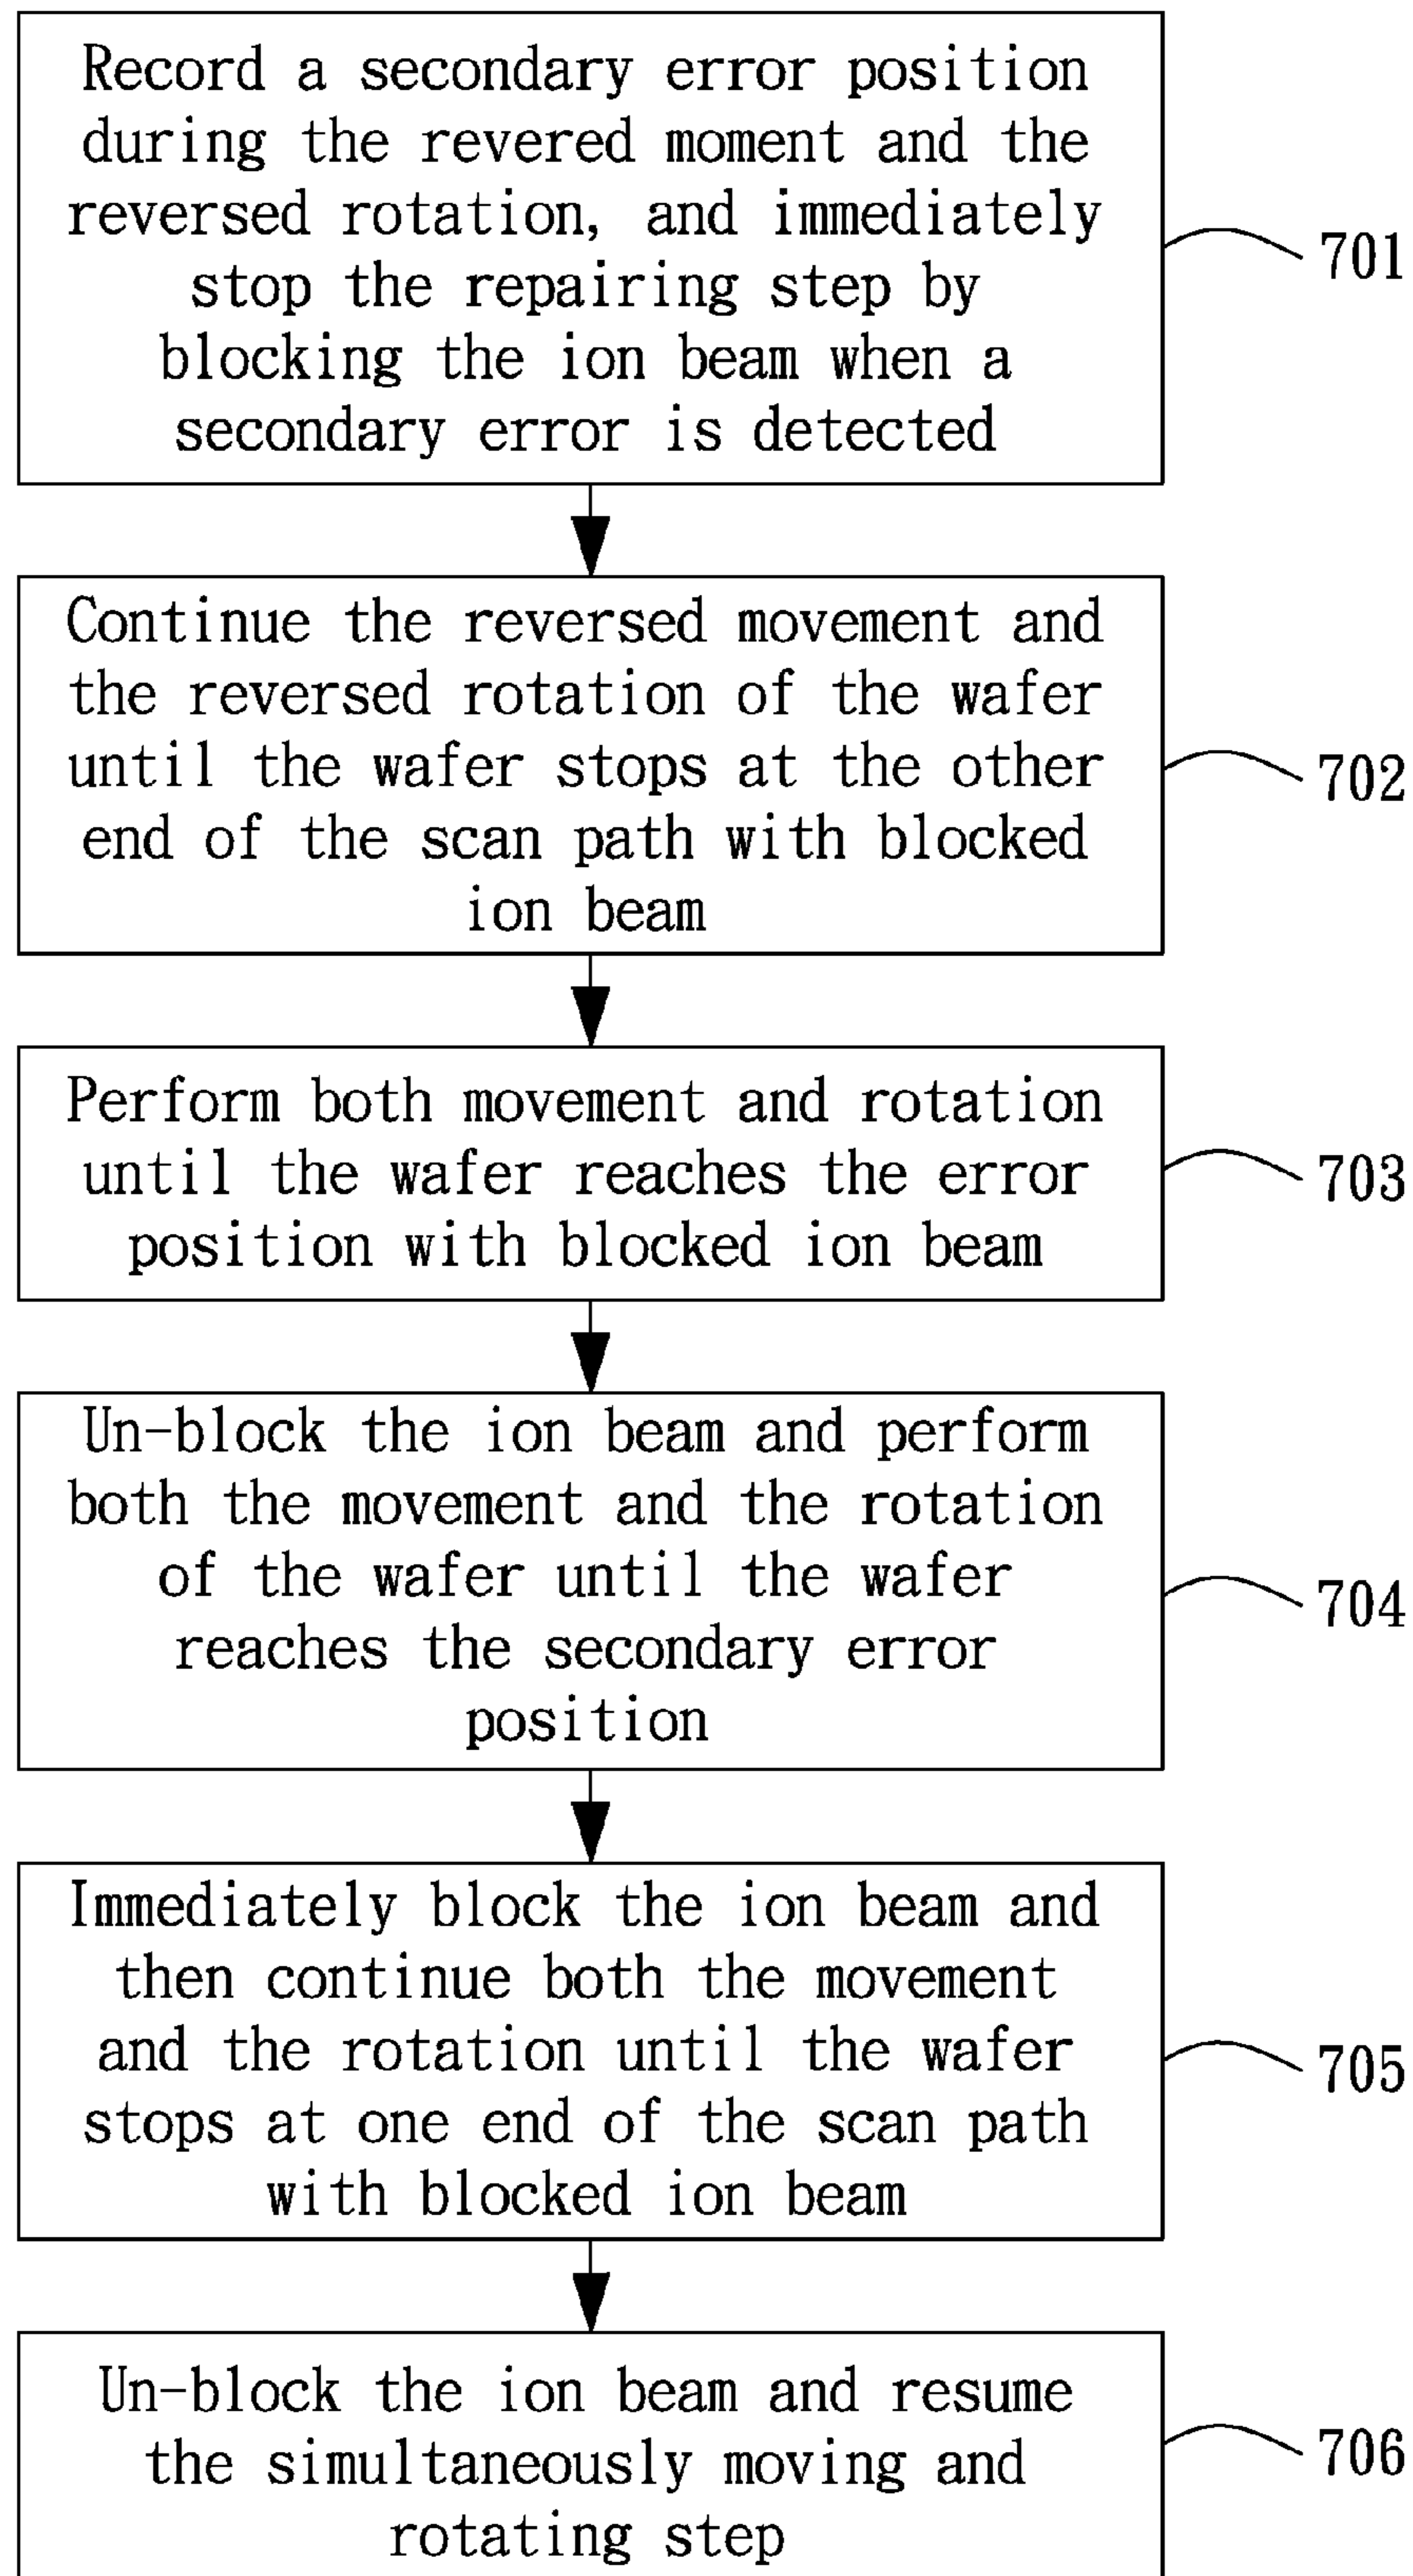 Record a secondary error position
during the revered moment and the
reversed rotation, and immediately
stop the repairing step by
blocking the ion beam when a
secondary error is detected
701
Continue the reversed movement and
the reversed rotation of the wafer
until the wafer stops at the other
end of the scan path with blocked
ion beam
702
Perform both movement and rotation
until the wafer reaches the error
position with blocked ion beam
703
Un-block the ion beam and perform
both the movement and the rotation
of the wafer until the wafer
reaches the secondary error
position
704
Immediately block the ion beam and
then continue both the movement
and the rotation until the wafer
stops at one end of the scan path
with blocked ion beam
705
Un-block the ion beam and resume
the simultaneously moving and
rotating step
706